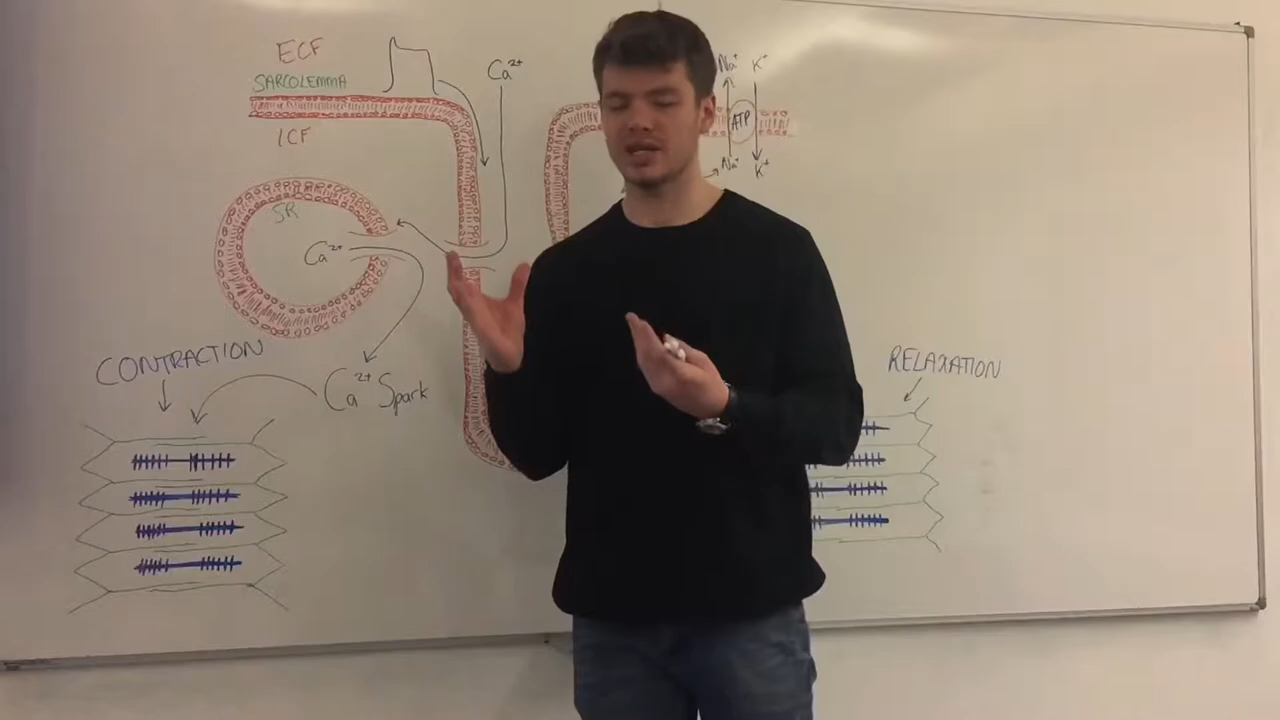 ECF
SARCOLEMMA
ICF
Ca²⁺
Na⁺ K⁺
ATP
Na⁺ K⁺
SR
Ca²⁺
CONTRACTION
Ca²⁺ Spark
RELAXATION